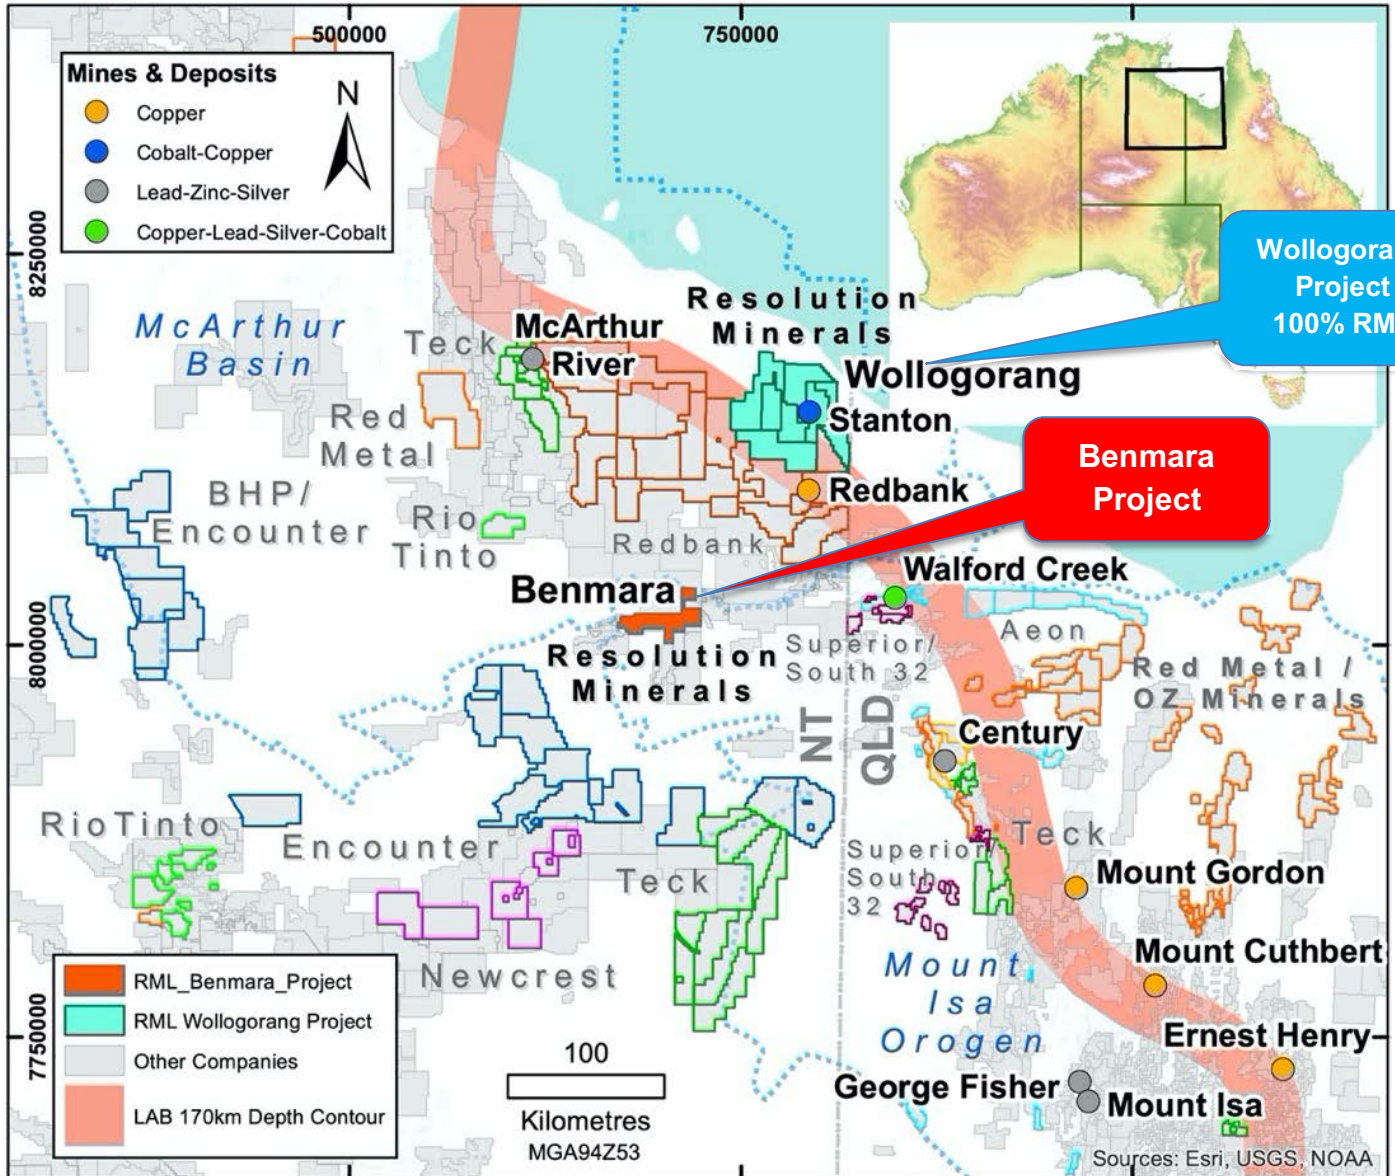 500000
750000
Mines & Deposits
N
Copper
Cobalt-Copper
Lead-Zinc-Silver
Copper-Lead-Silver-Cobalt
8250000
8000000
7750000
Wollogora
Project
100% RM
Benmara
Project
McArthur
Basin
Teck
McArthur
River
Resolution
Minerals
Wollogorang
Stanton
Red
Metal
BHP/
Encounter
Rio
Tinto
Redbank
Redbank
Benmara
Resolution
Minerals
Walford Creek
Superior/
South 32
Aeon
Red Metal /
OZ Minerals
NT
QLD
Century
Rio Tinto
Encounter
Teck
Newcrest
Superior/
South
32
Teck
Mount Gordon
Mount Cuthbert
Mount
Isa
Orogen
Ernest Henry
George Fisher
Mount Isa
RML_Benmara_Project
RML Wollogorang Project
Other Companies
LAB 170km Depth Contour
100
Kilometres
MGA94Z53
Sources: Esri, USGS, NOAA